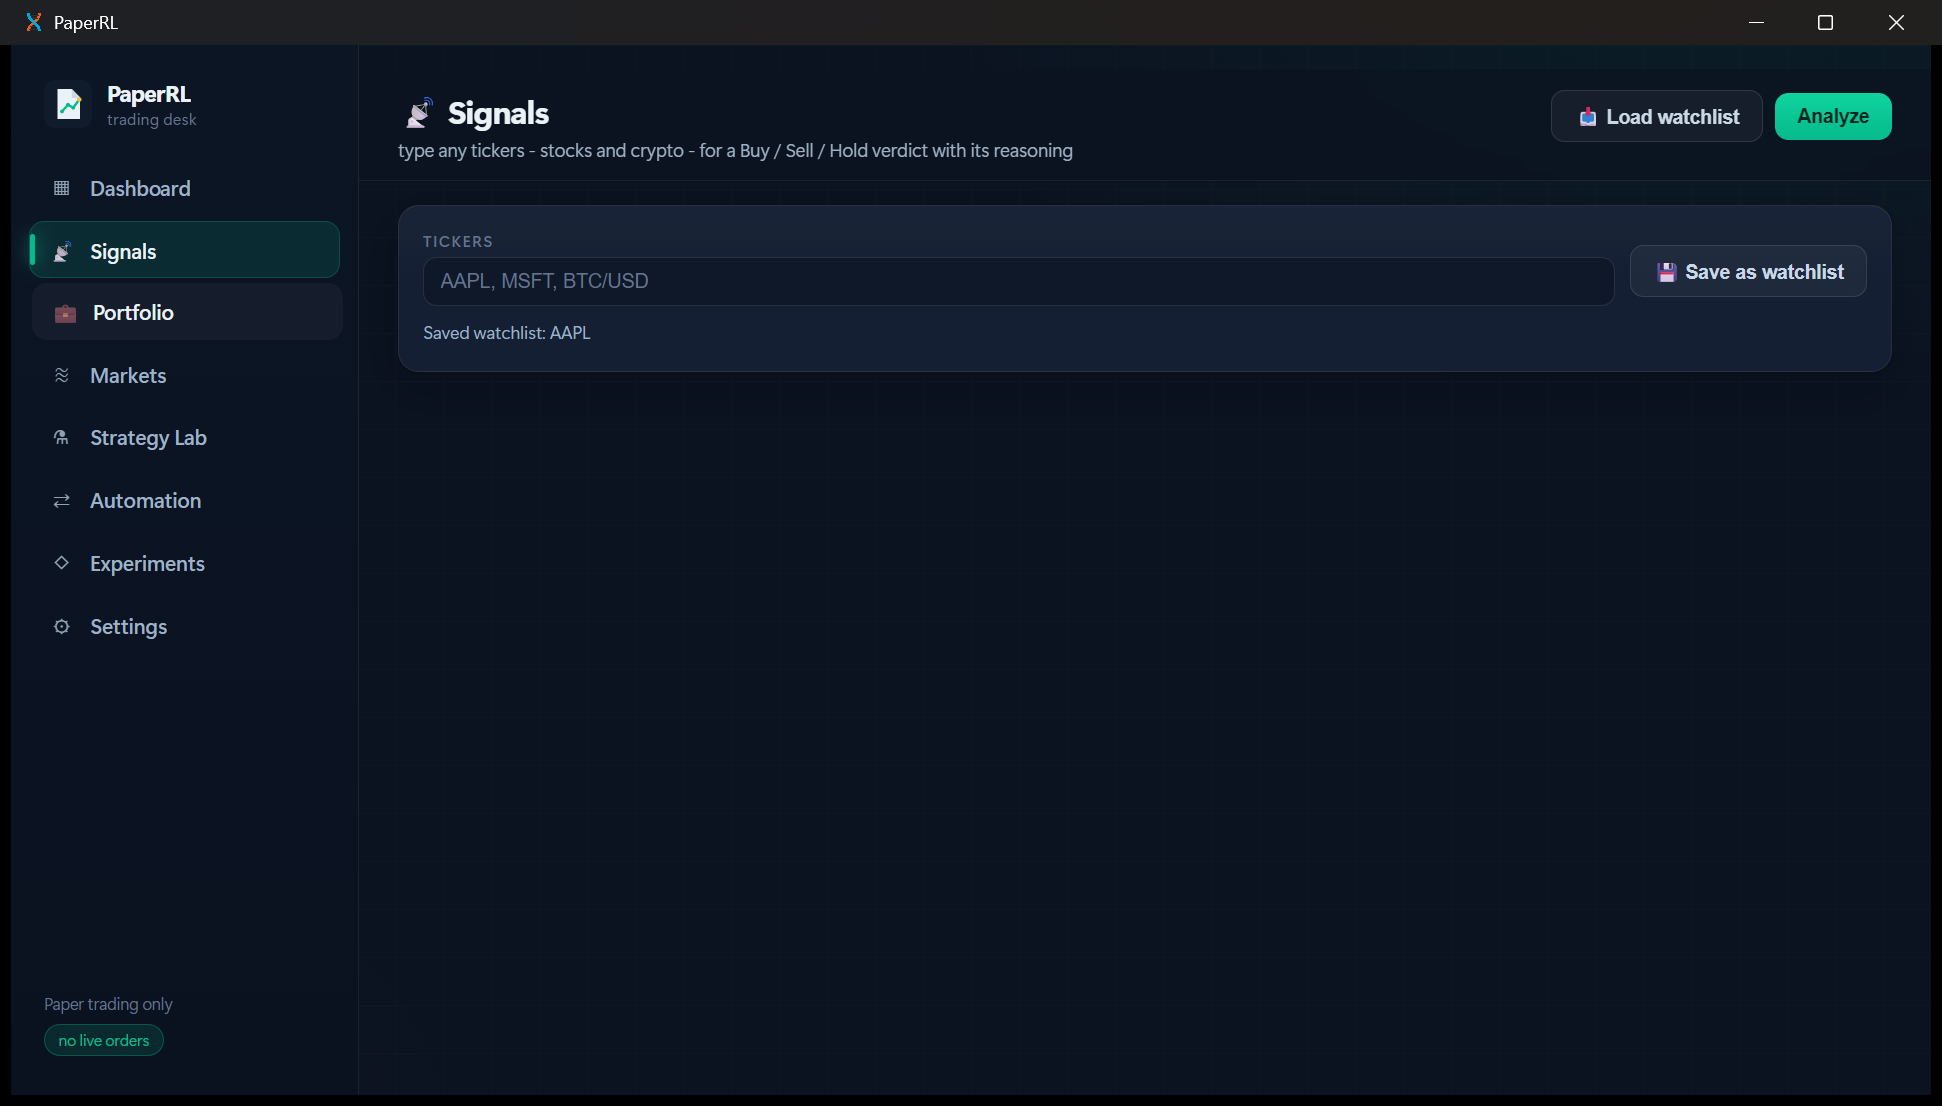 PaperRL
PaperRL
trading desk
Dashboard
Signals
Portfolio
Markets
Strategy Lab
Automation
Experiments
Settings
Paper trading only
no live orders
Signals
type any tickers - stocks and crypto - for a Buy / Sell / Hold verdict with its reasoning
Load watchlist
Analyze
TICKERS
AAPL, MSFT, BTC/USD
Save as watchlist
Saved watchlist: AAPL